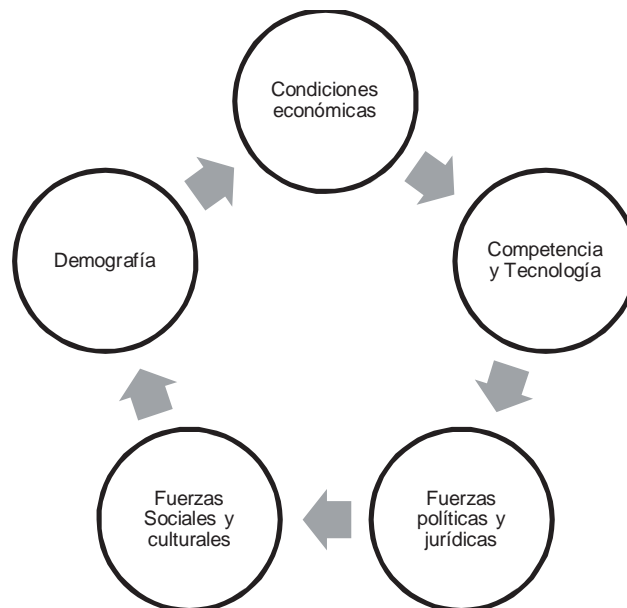 Condiciones
económicas
Competencia
y Tecnología
Fuerzas
políticas y
jurídicas
Fuerzas
Sociales y
culturales
Demografía